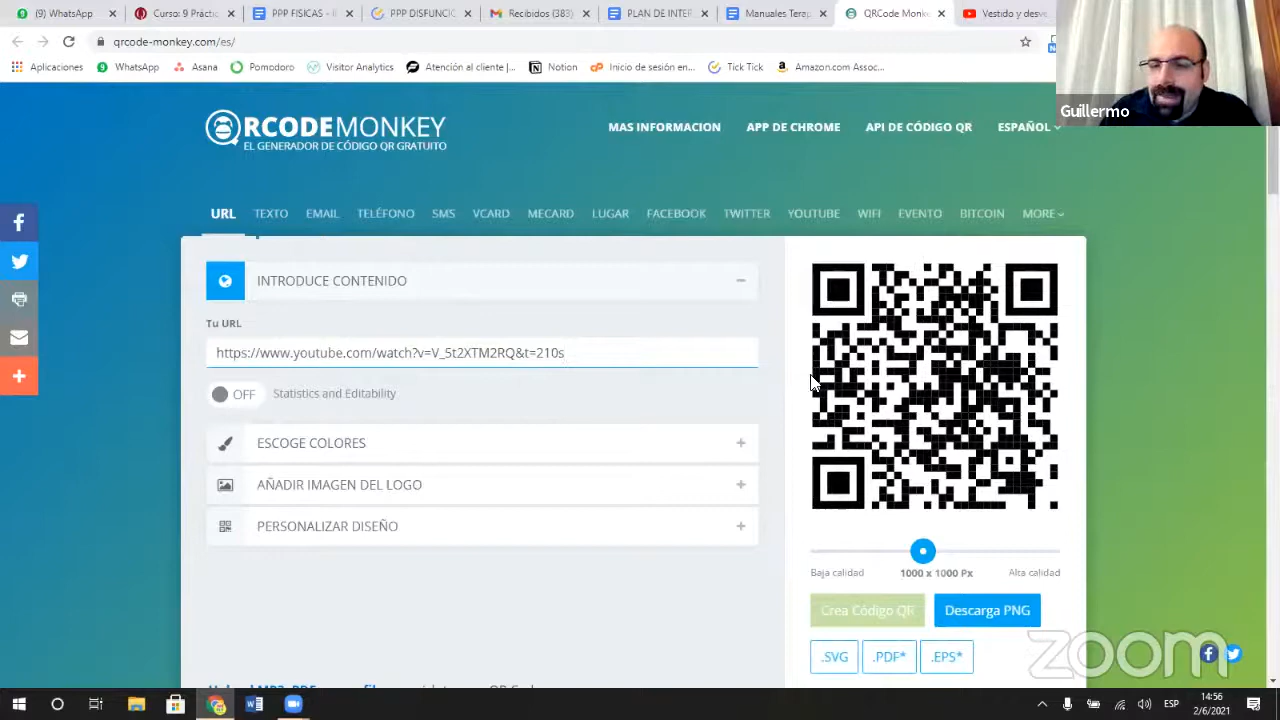 (9) WhatsApp
Curso: 9 Práctic
PPP FISICAS - I
PPP DISFUNCI
Recibidos (383)
PLAN DE INTE
Manuales Terap
QRCode Monk
Vestido y desve
qrcode-monkey.com/es/
Aplicaciones
WhatsApp
Asana
Pomodoro
Visitor Analytics
Atención al cliente |...
Notion
Inicio de sesión en...
Tick Tick
Amazon.com Assoc...
Guillermo
RCODEMONKEY
EL GENERADOR DE CÓDIGO QR GRATUITO
MAS INFORMACION
APP DE CHROME
API DE CÓDIGO QR
ESPAÑOL
URL
TEXTO
EMAIL
TELÉFONO
SMS
VCARD
MECARD
LUGAR
FACEBOOK
TWITTER
YOUTUBE
WIFI
EVENTO
BITCOIN
MORE
INTRODUCE CONTENIDO
Tu URL
https://www.youtube.com/watch?v=V_5t2XTM2RQ&t=210s
OFF
Statistics and Editability
ESCOGE COLORES
AÑADIR IMAGEN DEL LOGO
PERSONALIZAR DISEÑO
Baja calidad
1000 x 1000 Px
Alta calidad
Crea Código QR
Descarga PNG
.SVG
.PDF*
.EPS*
zoom
ESP
14:56
2/6/2021